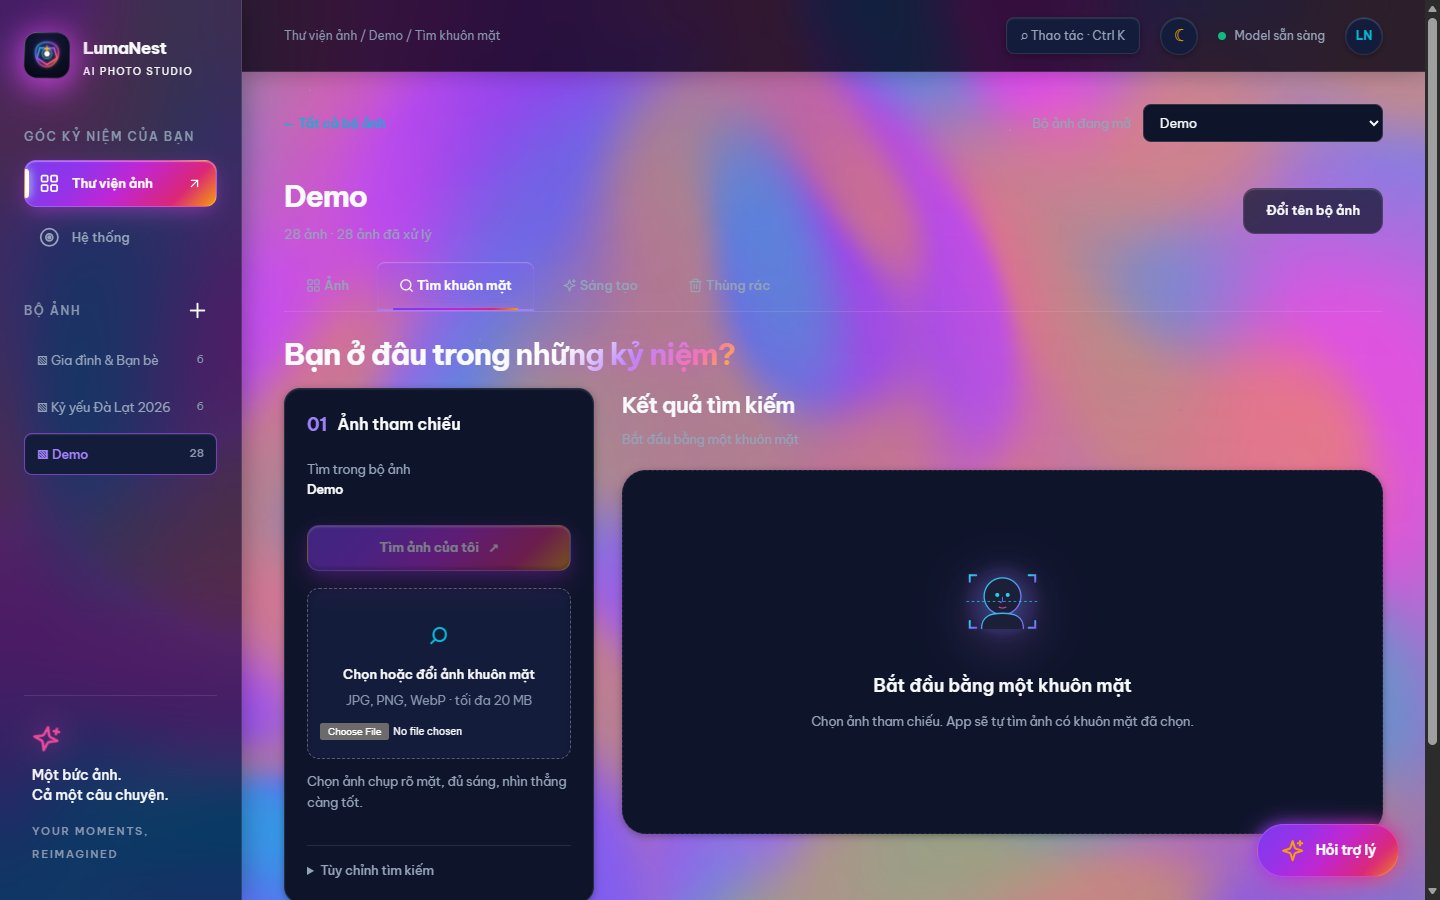 LumaNest
AI PHOTO STUDIO
GÓC KỶ NIỆM CỦA BẠN
Thư viện ảnh
Hệ thống
BỘ ẢNH
Gia đình & Bạn bè 6
Kỷ yếu Đà Lạt 2026 6
Demo 28
Một bức ảnh.
Cả một câu chuyện.
YOUR MOMENTS,
REIMAGINED
Thư viện ảnh / Demo / Tìm khuôn mặt
Thao tác · Ctrl K
Model sẵn sàng
LN
← Tất cả bộ ảnh
Bộ ảnh đang mở
Demo
Demo
28 ảnh · 28 ảnh đã xử lý
Đổi tên bộ ảnh
Ảnh
Tìm khuôn mặt
Sáng tạo
Thùng rác
Bạn ở đâu trong những kỷ niệm?
01 Ảnh tham chiếu
Tìm trong bộ ảnh
Demo
Tìm ảnh của tôi ↗
Chọn hoặc đổi ảnh khuôn mặt
JPG, PNG, WebP · tối đa 20 MB
Choose File No file chosen
Chọn ảnh chụp rõ mặt, đủ sáng, nhìn thẳng
càng tốt.
Tùy chỉnh tìm kiếm
Kết quả tìm kiếm
Bắt đầu bằng một khuôn mặt
Bắt đầu bằng một khuôn mặt
Chọn ảnh tham chiếu. App sẽ tự tìm ảnh có khuôn mặt đã chọn.
Hỏi trợ lý